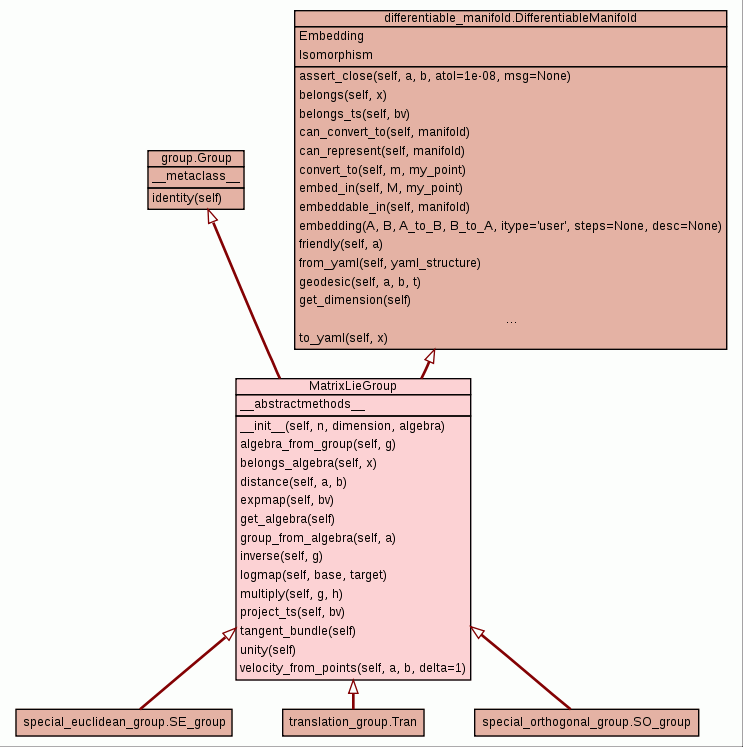 differentiable_manifold.DifferentiableManifold
Embedding
Isomorphism
assert_close(self, a, b, atol=1e-08, msg=None)
belongs(self, x)
belongs_ts(self, bv)
can_convert_to(self, manifold)
can_represent(self, manifold)
convert_to(self, m, my_point)
embed_in(self, M, my_point)
embeddable_in(self, manifold)
embedding(A, B, A_to_B, B_to_A, itype='user', steps=None, desc=None)
friendly(self, a)
from_yaml(self, yaml_structure)
geodesic(self, a, b, t)
get_dimension(self)
...
to_yaml(self, x)
group.Group
__metaclass__
identity(self)
MatrixLieGroup
__abstractmethods__
__init__(self, n, dimension, algebra)
algebra_from_group(self, g)
belongs_algebra(self, x)
distance(self, a, b)
expmap(self, bv)
get_algebra(self)
group_from_algebra(self, a)
inverse(self, g)
logmap(self, base, target)
multiply(self, g, h)
project_ts(self, bv)
tangent_bundle(self)
unity(self)
velocity_from_points(self, a, b, delta=1)
special_euclidean_group.SE_group
translation_group.Tran
special_orthogonal_group.SO_group